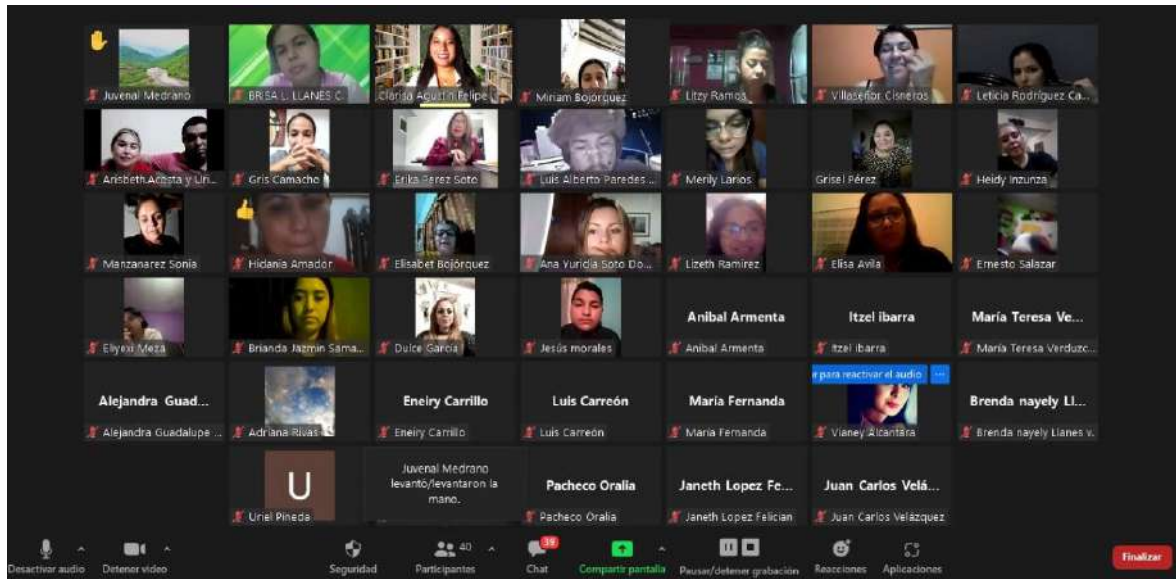 Juvenal Medrano
BRISA L. LLANES C.
Clarisa Agustin Felipe
Miriam Bojórquez
Litzy Ramos
Villaseñor Cisneros
Leticia Rodríguez Ca...
Arisbeth Acosta y Uri...
Gris Camacho
Erika Perez Soto
Luis Alberto Paredes ...
Merily Larios
Grisel Pérez
Heidy Inzunza
Manzanarez Sonia
Hidania Amador
Elisabet Bojórquez
Ana Yuridia Soto Do...
Lizeth Ramirez
Elisa Avila
Ernesto Salazar
Eliyexi Meza
Brianda Jazmin Sama...
Dulce García
Jesús morales
Anibal Armenta
Anibal Armenta
Itzel ibarra
Itzel ibarra
María Teresa Ve...
María Teresa Verduzc...
Alejandra Guad...
Alejandra Guadalupe ...
Adriana Rivas
Eneiry Carrillo
Eneiry Carrillo
Luis Carreón
Luis Carreón
María Fernanda
María Fernanda
r para reactivar el audio ...
Vianey Alcantara
Brenda nayely Ll...
Brenda nayely Llanes v.
U
Uriel Pineda
Juvenal Medrano
levantó/levantaron la
mano.
Pacheco Oralia
Pacheco Oralia
Janeth Lopez Fe...
Janeth Lopez Felician
Juan Carlos Velá...
Juan Carlos Velázquez
Desactivar audio
Detener video
Seguridad
40
Participantes
39
Chat
Compartir pantalla
Pausar/detener grabación
Reacciones
Aplicaciones
Finalizar